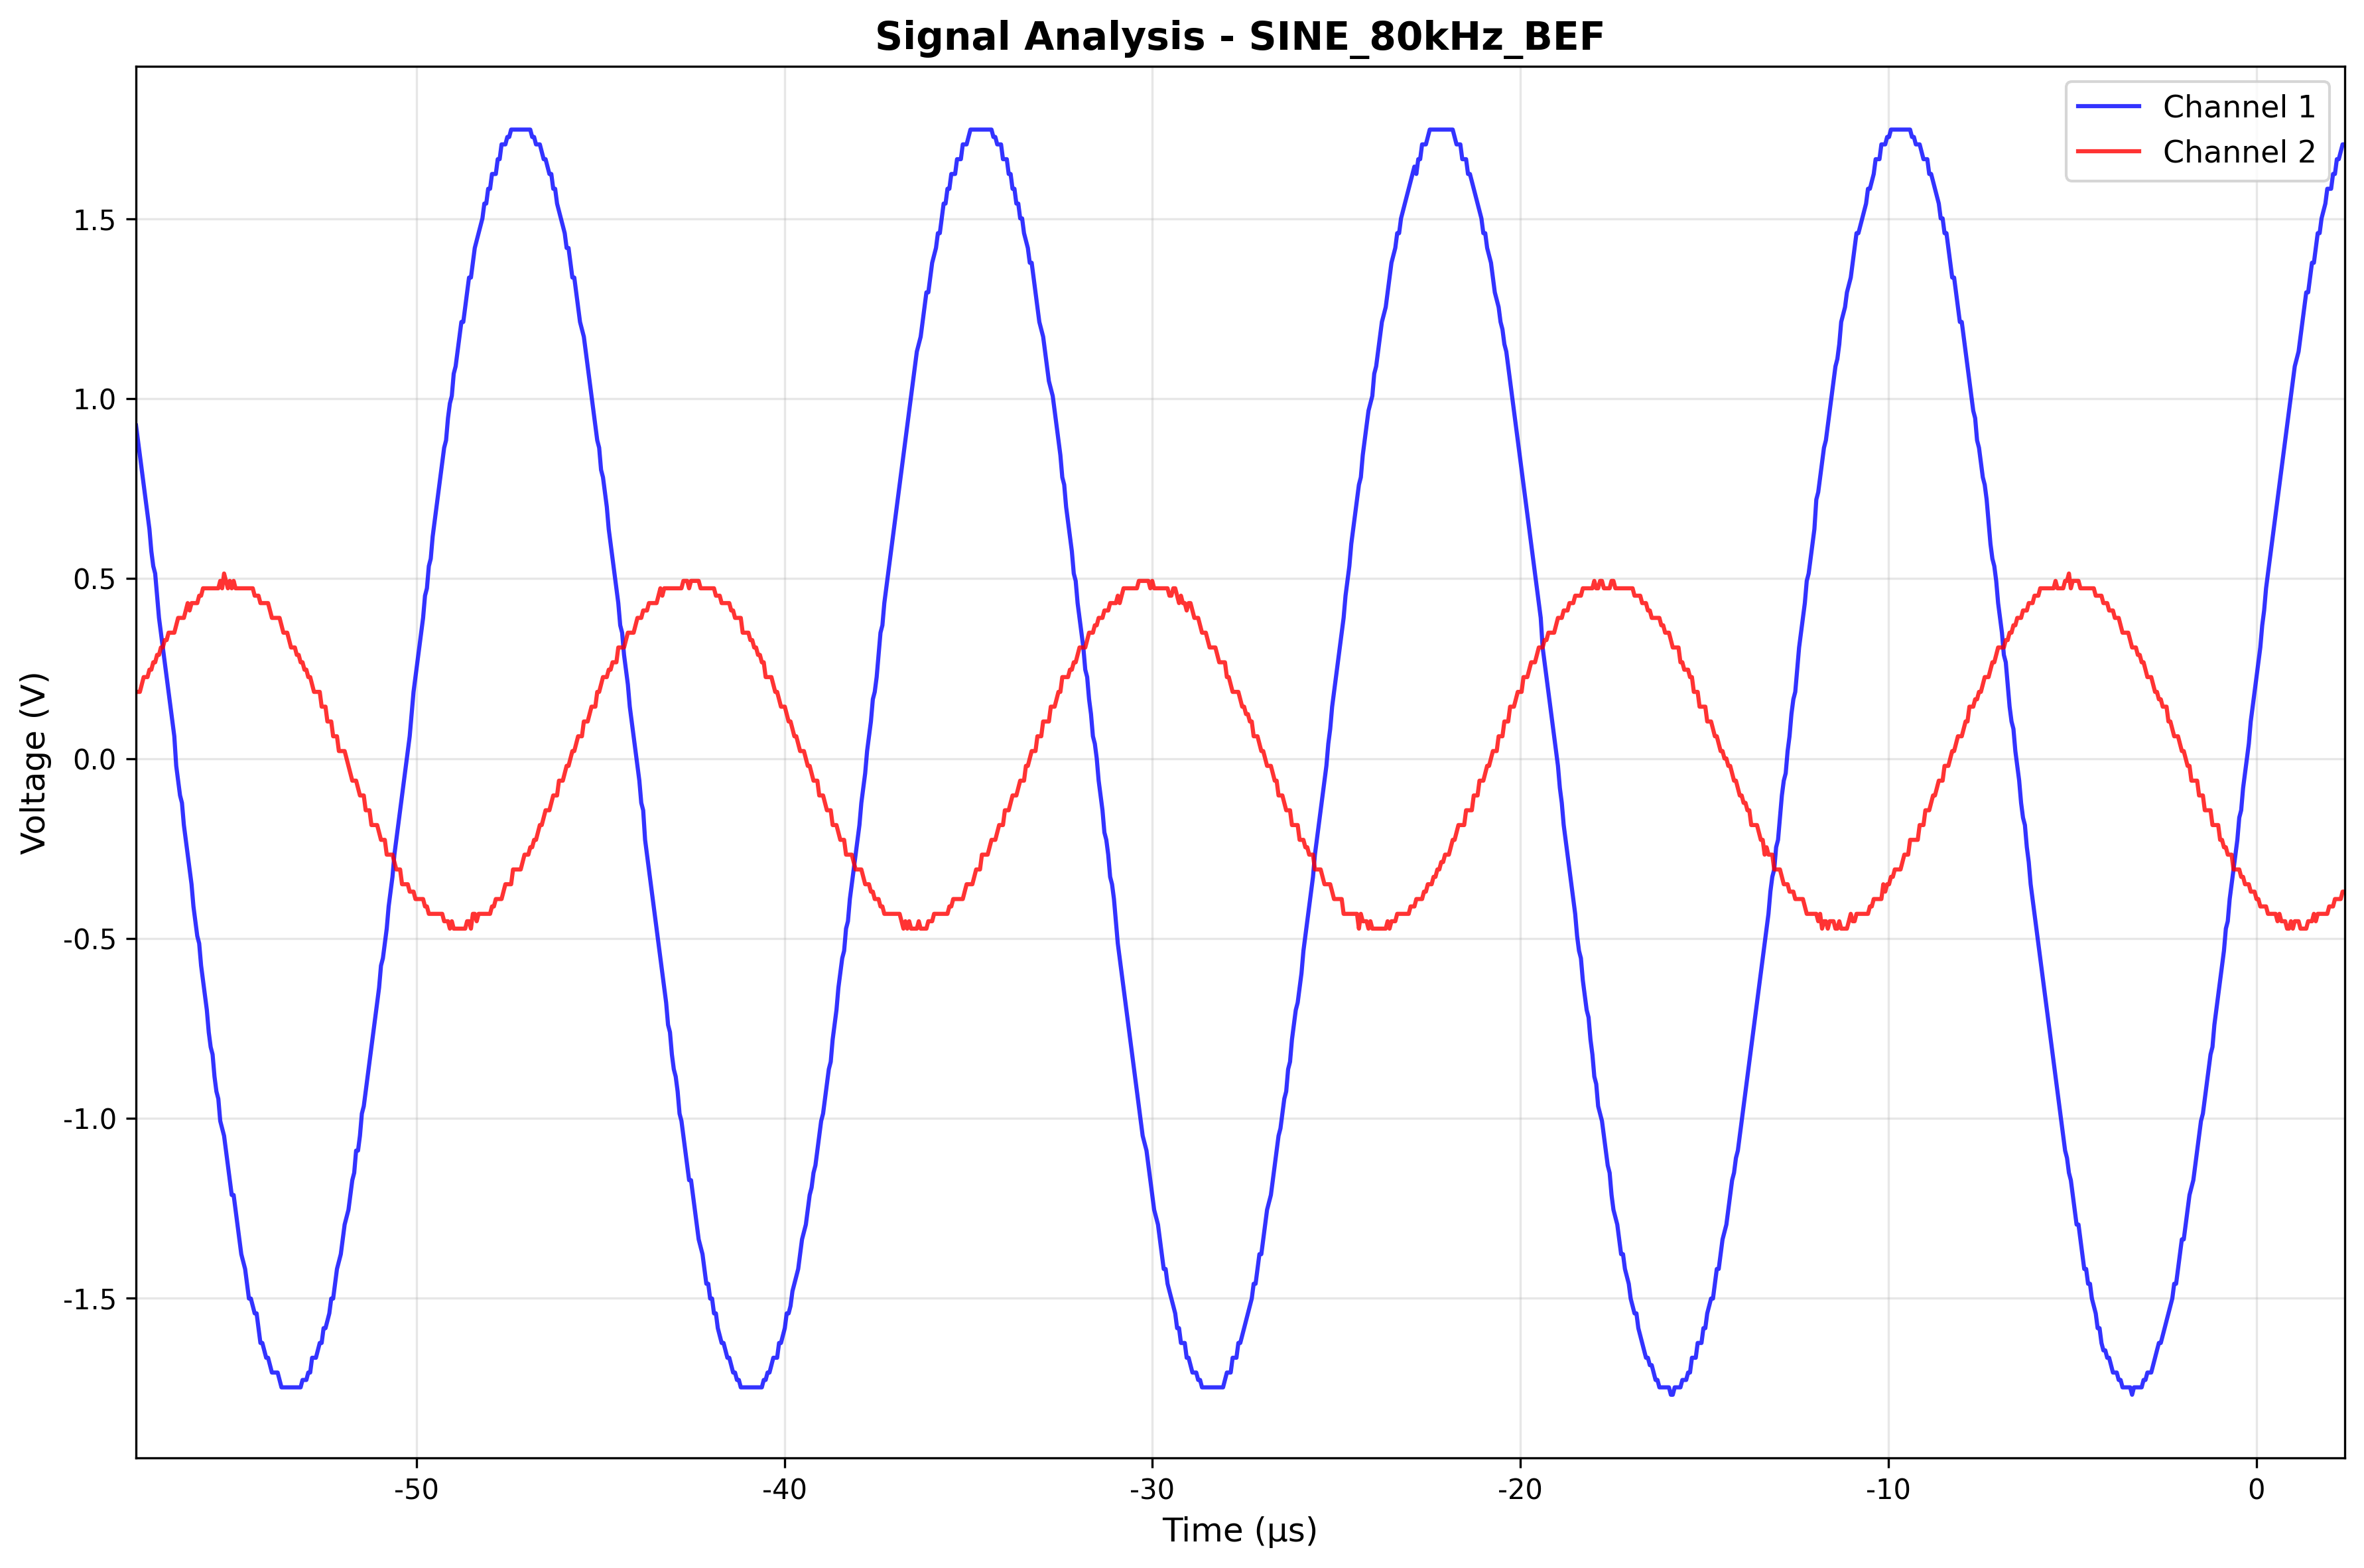 Signal Analysis - SINE_80kHz_BEF
Channel 1
Channel 2
Voltage (V)
1.5
1.0
0.5
0.0
-0.5
-1.0
-1.5
-50 -40 -30 -20 -10 0
Time (µs)